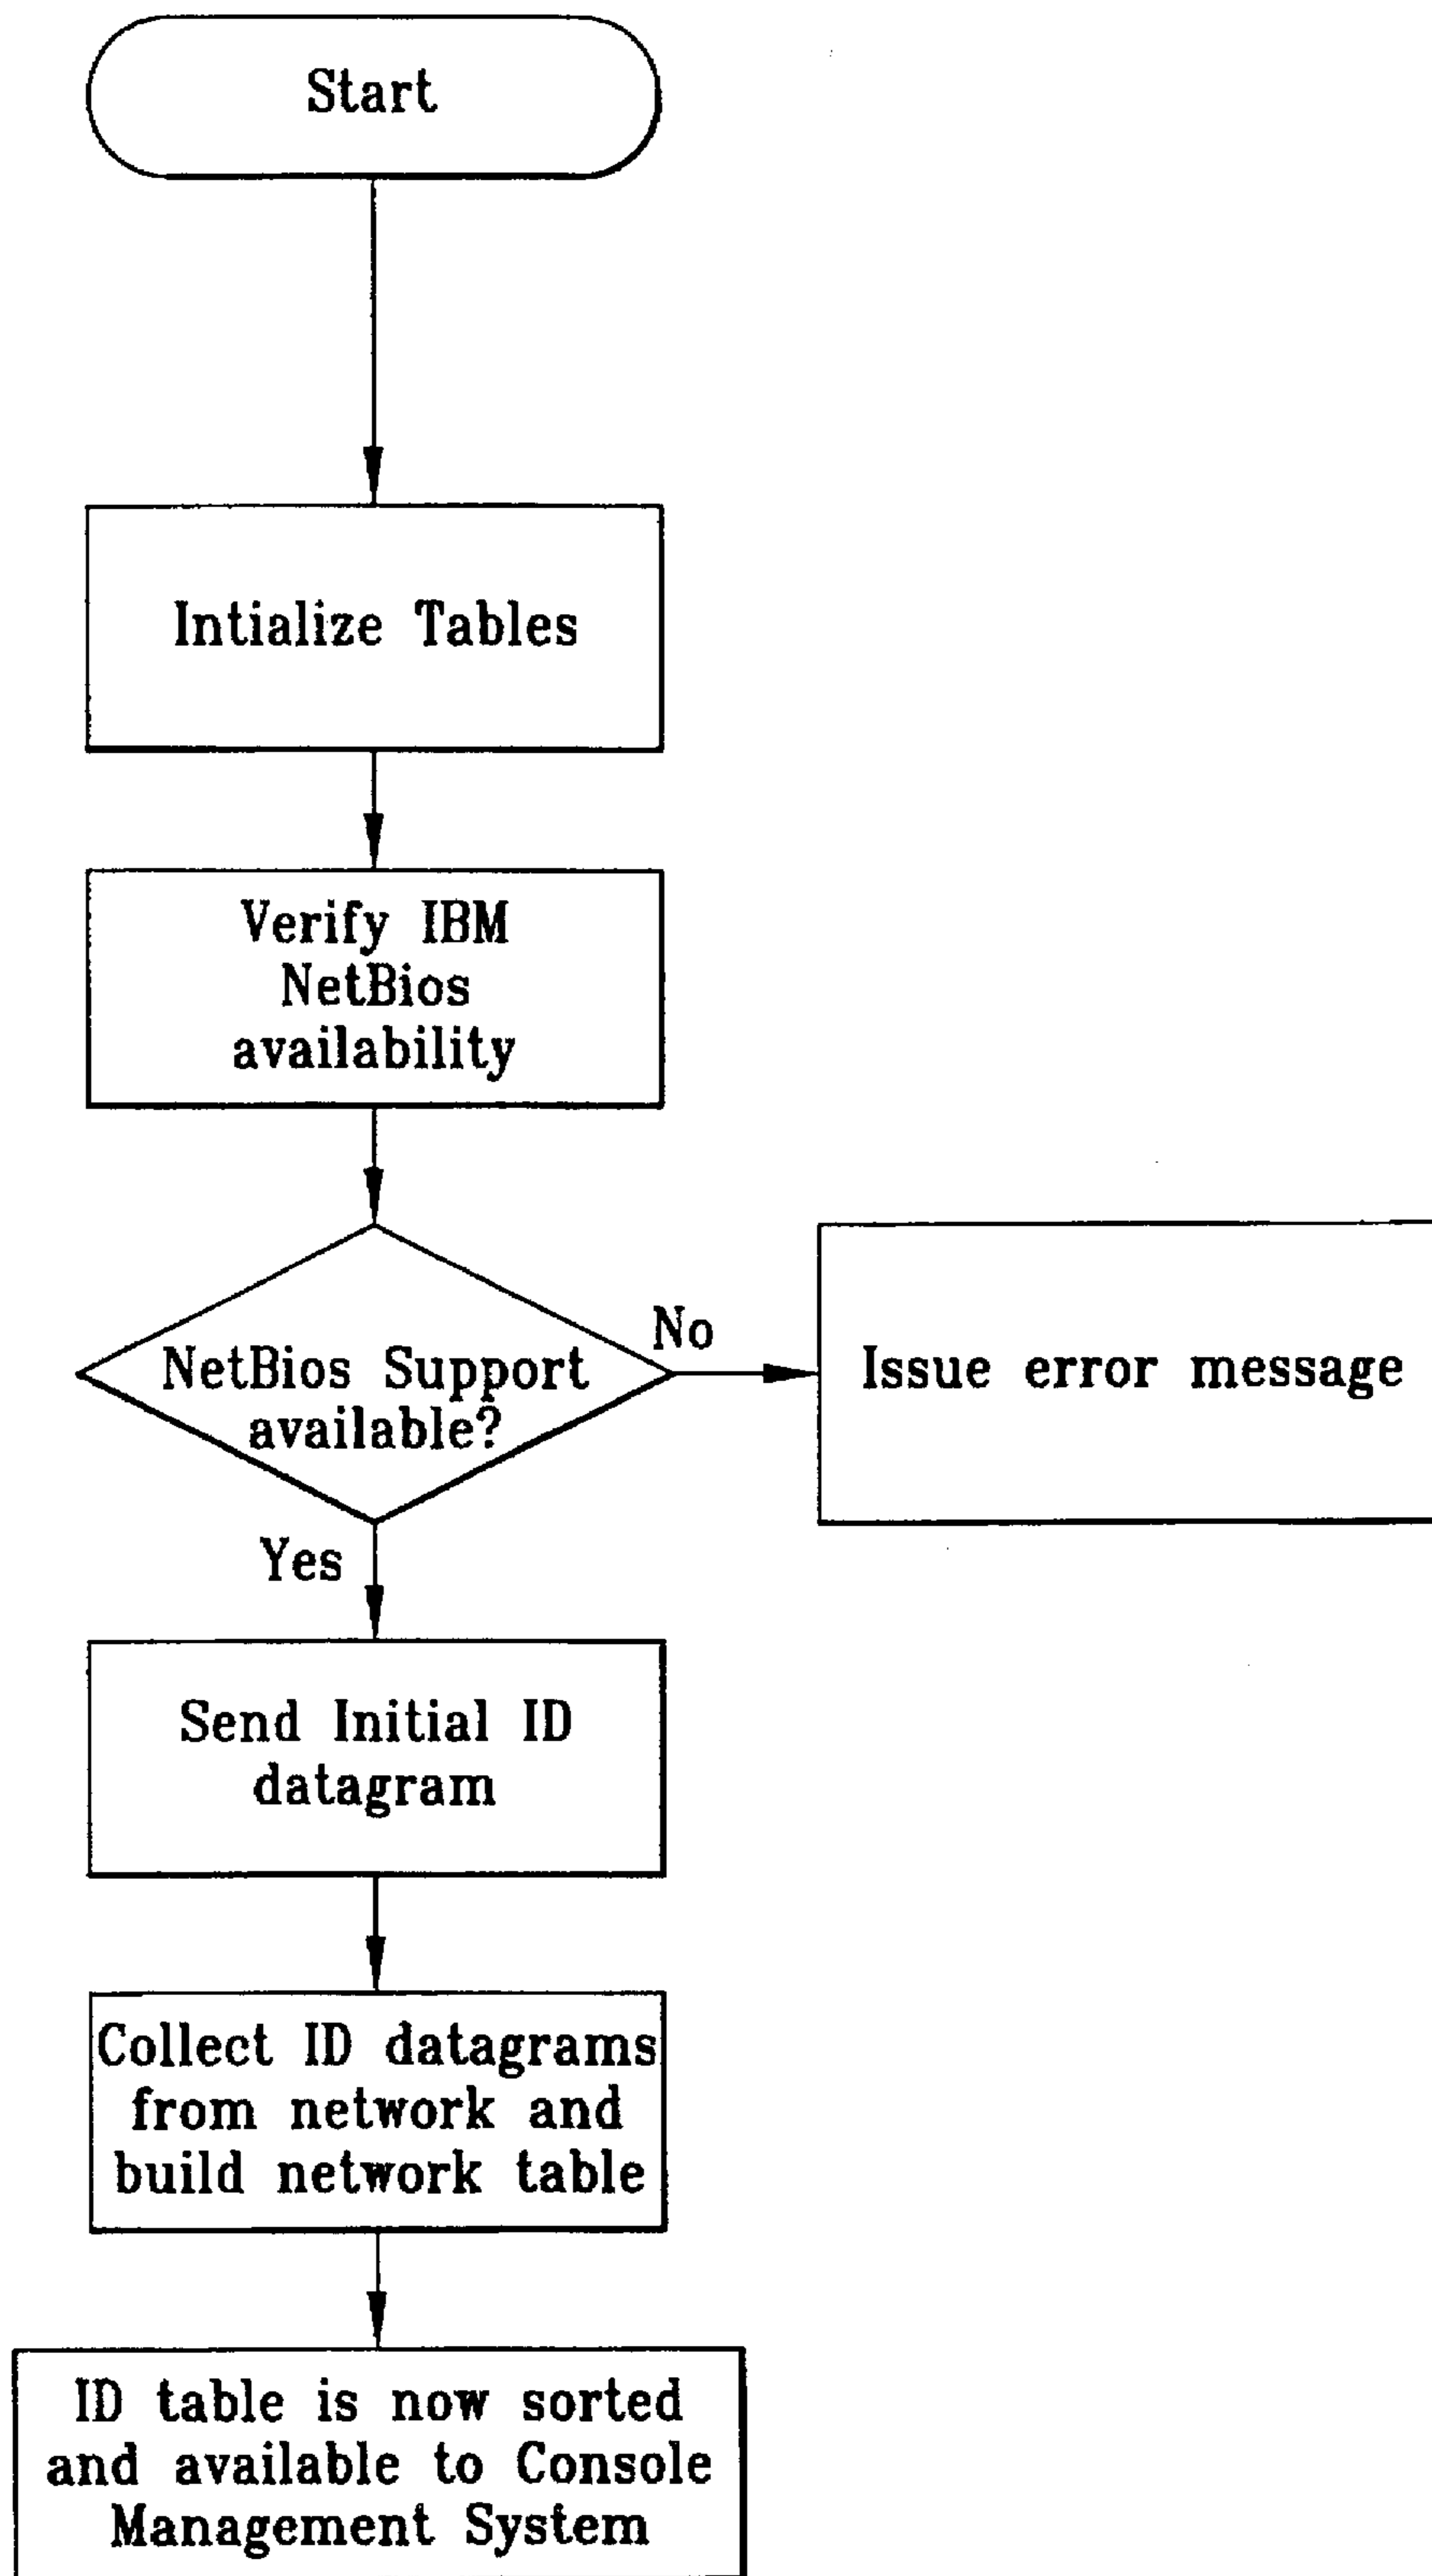 Start
Intialize Tables
Verify IBM
NetBios
availability
NetBios Support
available?
No
Issue error message
Yes
Send Initial ID
datagram
Collect ID datagrams
from network and
build network table
ID table is now sorted
and available to Console
Management System